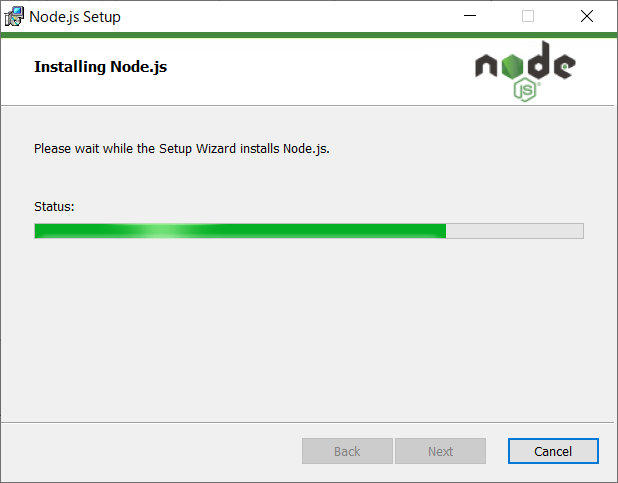 Node.js Setup
Installing Node.js
node
JS
Please wait while the Setup Wizard installs Node.js.
Status:
Back
Next
Cancel